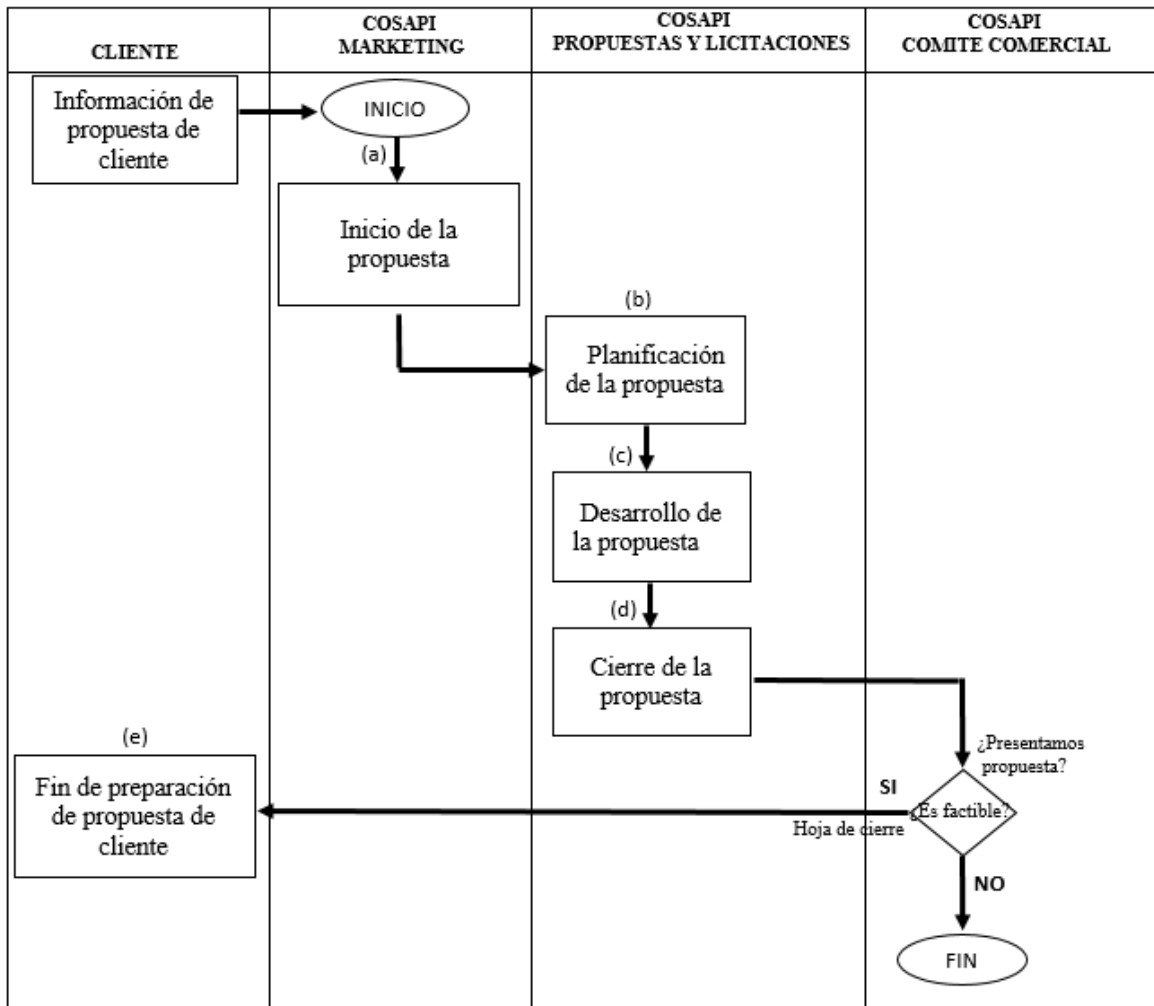 CLIENTE
COSAPI
MARKETING
COSAPI
PROPUESTAS Y LICITACIONES
COSAPI
COMITE COMERCIAL
Información de
propuesta de
cliente
INICIO
(a)
Inicio de la
propuesta
(b)
Planificación
de la propuesta
(c)
Desarrollo de
la propuesta
(d)
Cierre de la
propuesta
¿Presentamos
propuesta?
(e)
Fin de preparación
de propuesta de
cliente
SI
Hoja de cierre
¿Es factible?
NO
FIN